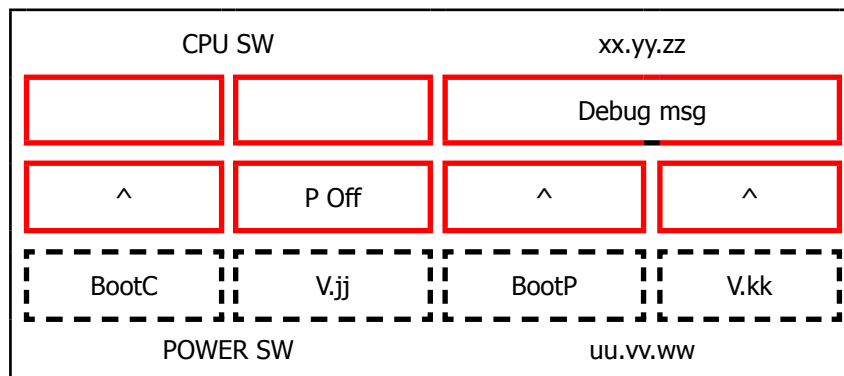 CPU SW xx.yy.zz
Debug msg
^ P Off ^ ^
BootC V.jj BootP V.kk
POWER SW uu.vv.ww